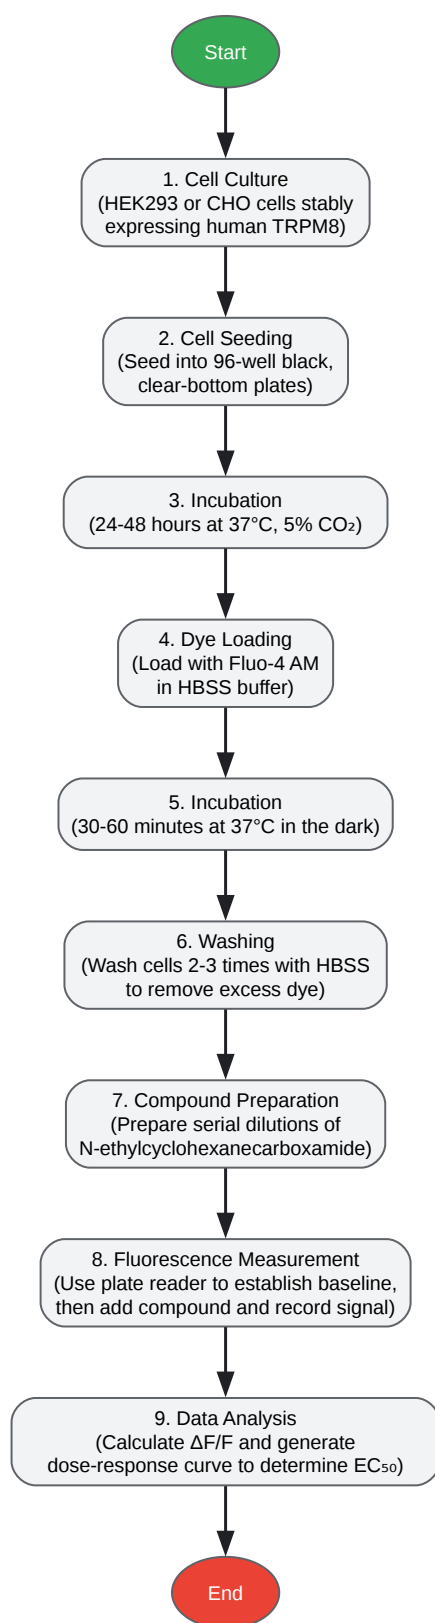 Start
1. Cell Culture
(HEK293 or CHO cells stably
expressing human TRPM8)
2. Cell Seeding
(Seed into 96-well black,
clear-bottom plates)
3. Incubation
(24-48 hours at 37°C, 5% CO₂)
4. Dye Loading
(Load with Fluo-4 AM
in HBSS buffer)
5. Incubation
(30-60 minutes at 37°C in the dark)
6. Washing
(Wash cells 2-3 times with HBSS
to remove excess dye)
7. Compound Preparation
(Prepare serial dilutions of
N-ethylcyclohexanecarboxamide)
8. Fluorescence Measurement
(Use plate reader to establish baseline,
then add compound and record signal)
9. Data Analysis
(Calculate ΔF/F and generate
dose-response curve to determine EC₅₀)
End